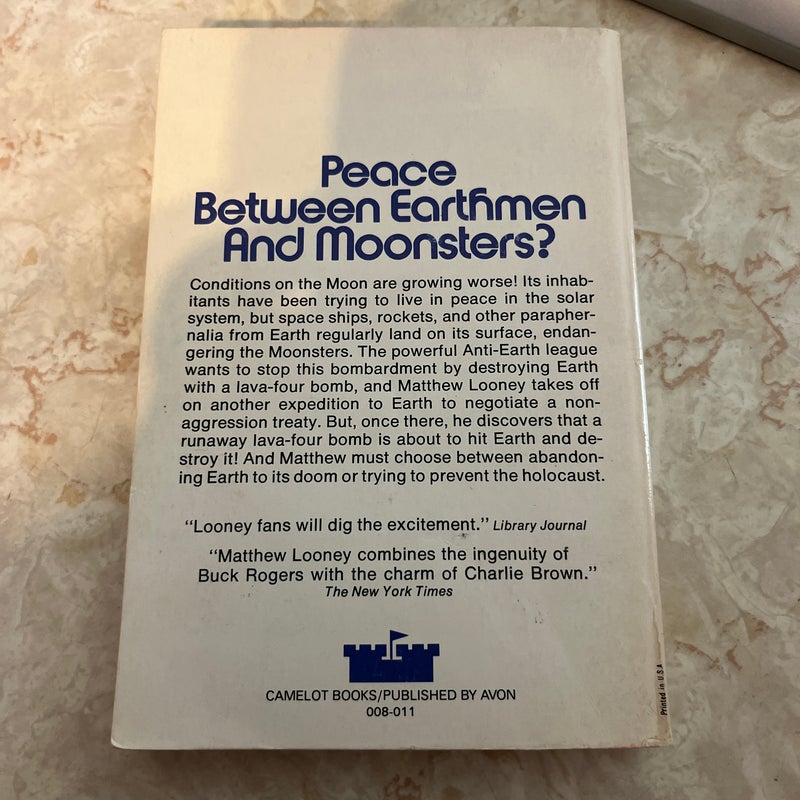 Peace
Between Earthmen
And Moonsters?
Conditions on the Moon are growing worse! Its inhab-
itants have been trying to live in peace in the solar
system, but space ships, rockets, and other parapher-
nalia from Earth regularly land on its surface, endan-
gering the Moonsters. The powerful Anti-Earth league
wants to stop this bombardment by destroying Earth
with a lava-four bomb, and Matthew Looney takes off
on another expedition to Earth to negotiate a non-
aggression treaty. But, once there, he discovers that a
runaway lava-four bomb is about to hit Earth and de-
stroy it! And Matthew must choose between abandon-
ing Earth to its doom or trying to prevent the holocaust.
“Looney fans will dig the excitement.” Library Journal
“Matthew Looney combines the ingenuity of
Buck Rogers with the charm of Charlie Brown.”
The New York Times
CAMELOT BOOKS/PUBLISHED BY AVON
008-011
Printed in U.S.A